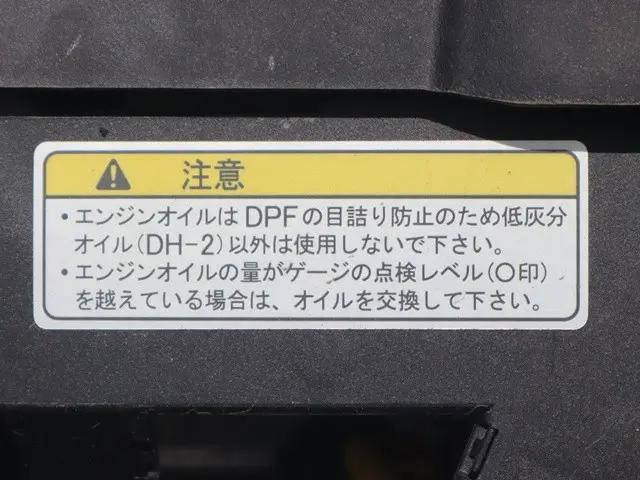 注意
・エンジンオイルはDPFの目詰り防止のため低灰分
オイル(DH-2)以外は使用しないで下さい。
・エンジンオイルの量がゲージの点検レベル(○印)
を越えている場合は、オイルを交換して下さい。